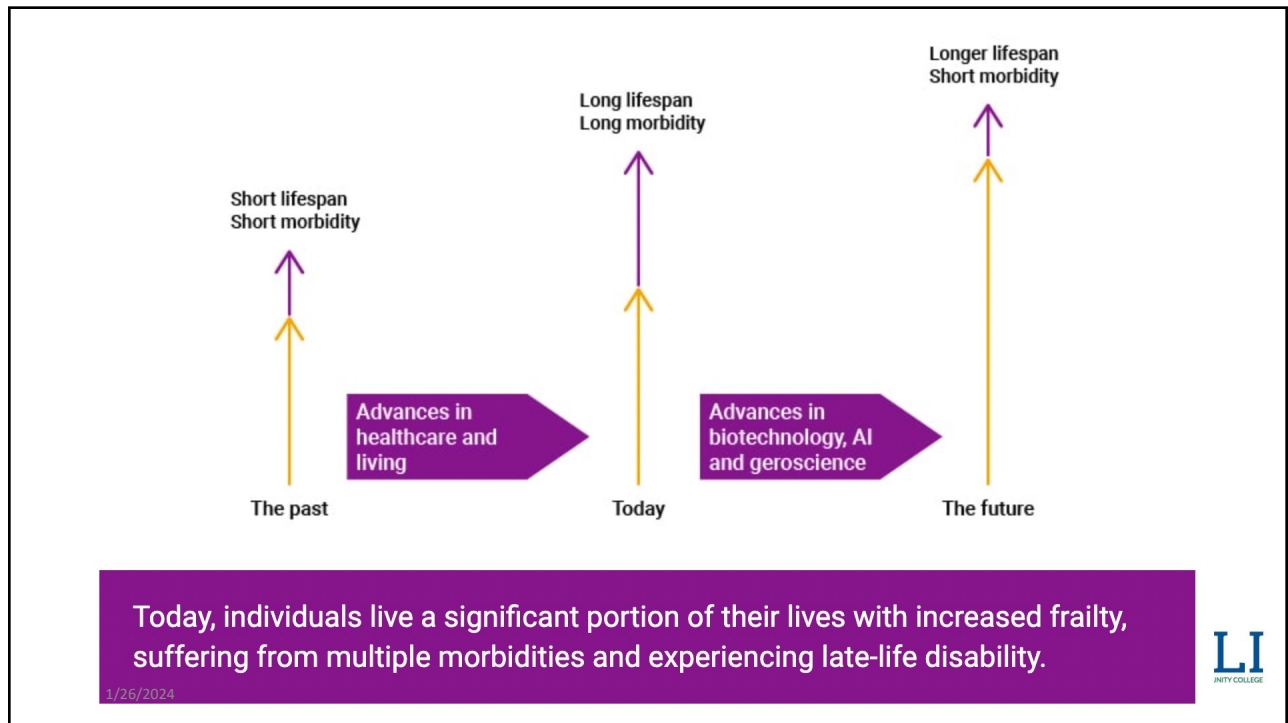 Longer lifespan
Short morbidity
Long lifespan
Long morbidity
Short lifespan
Short morbidity
Advances in
healthcare and
living
Advances in
biotechnology, AI
and geroscience
The past
Today
The future
Today, individuals live a significant portion of their lives with increased frailty,
suffering from multiple morbidities and experiencing late-life disability.
1/26/2024
LI
JNITY COLLEGE